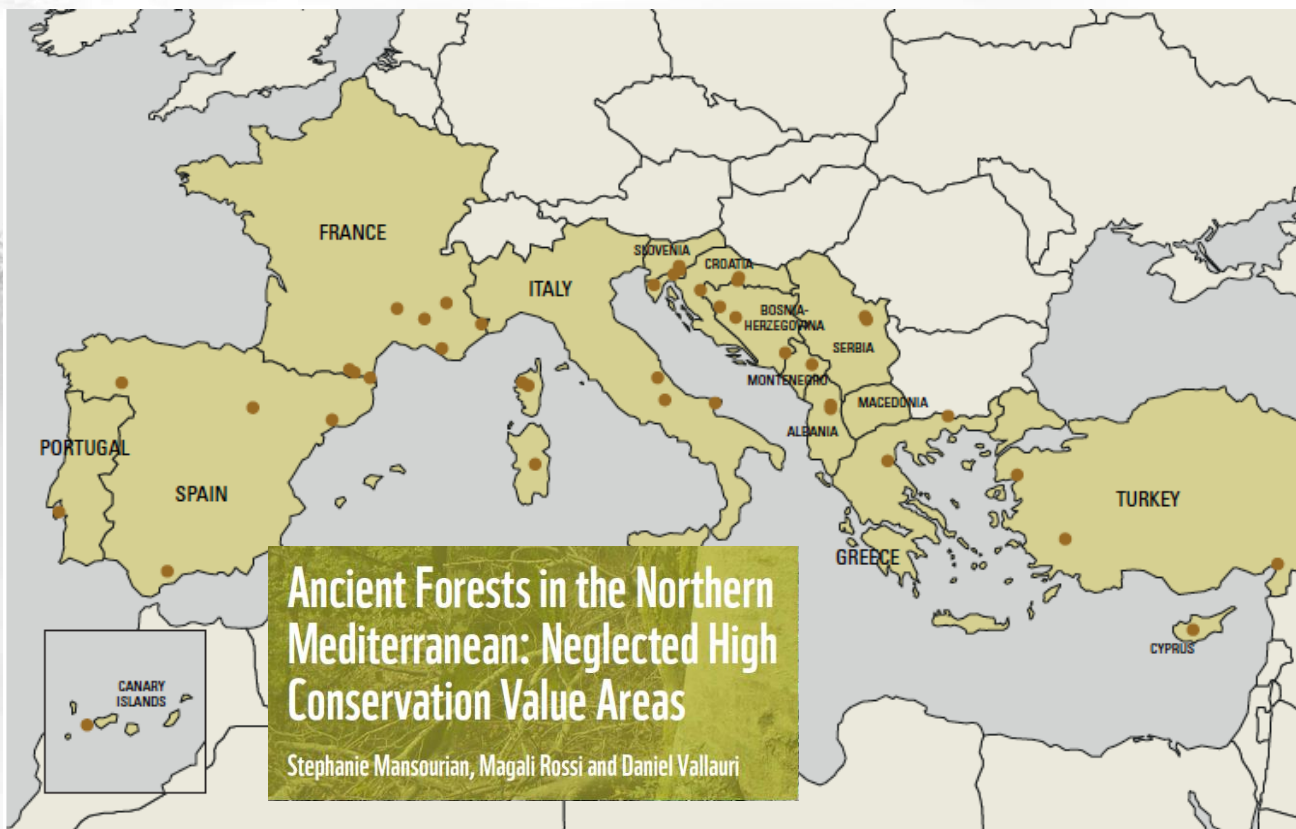 FRANCE
SLOVENIA
CROATIA
ITALY
BOSNIA-
HERZEGOVINA
SERBIA
MONTENEGRO
MACEDONIA
ALBANIA
PORTUGAL
SPAIN
TURKEY
GREECE
CYPRUS
CANARY
ISLANDS
Ancient Forests in the Northern
Mediterranean: Neglected High
Conservation Value Areas
Stephanie Mansourian, Magali Rossi and Daniel Vallauri